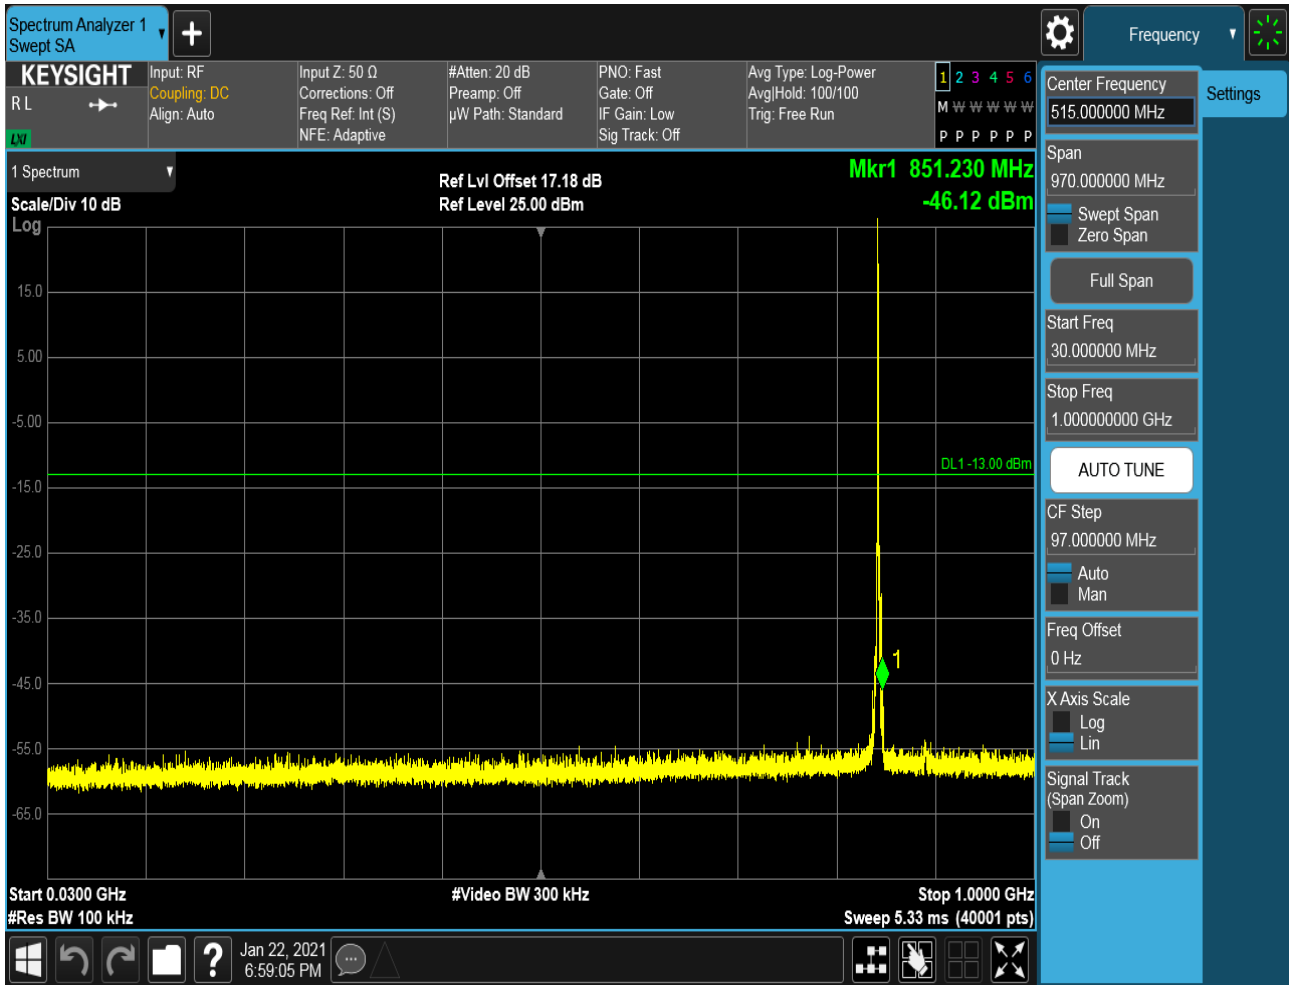 Spectrum Analyzer 1
Swept SA
Frequency
KEYSIGHT
R L
LXI
Input: RF
Coupling: DC
Align: Auto
Input Z: 50 Ω
Corrections: Off
Freq Ref: Int (S)
NFE: Adaptive
#Atten: 20 dB
Preamp: Off
µW Path: Standard
PNO: Fast
Gate: Off
IF Gain: Low
Sig Track: Off
Avg Type: Log-Power
Avg|Hold: 100/100
Trig: Free Run
1 2 3 4 5 6
M W W W W W
P P P P P P
1 Spectrum
Scale/Div 10 dB
Log
Ref Lvl Offset 17.18 dB
Ref Level 25.00 dBm
Mkr1 851.230 MHz
-46.12 dBm
15.0
5.00
-5.00
DL1 -13.00 dBm
-15.0
-25.0
-35.0
1
-45.0
-55.0
-65.0
Start 0.0300 GHz
#Video BW 300 kHz
Stop 1.0000 GHz
#Res BW 100 kHz
Sweep 5.33 ms (40001 pts)
Center Frequency
515.000000 MHz
Settings
Span
970.000000 MHz
Swept Span
Zero Span
Full Span
Start Freq
30.000000 MHz
Stop Freq
1.000000000 GHz
AUTO TUNE
CF Step
97.000000 MHz
Auto
Man
Freq Offset
0 Hz
X Axis Scale
Log
Lin
Signal Track
(Span Zoom)
On
Off
?
Jan 22, 2021
6:59:05 PM